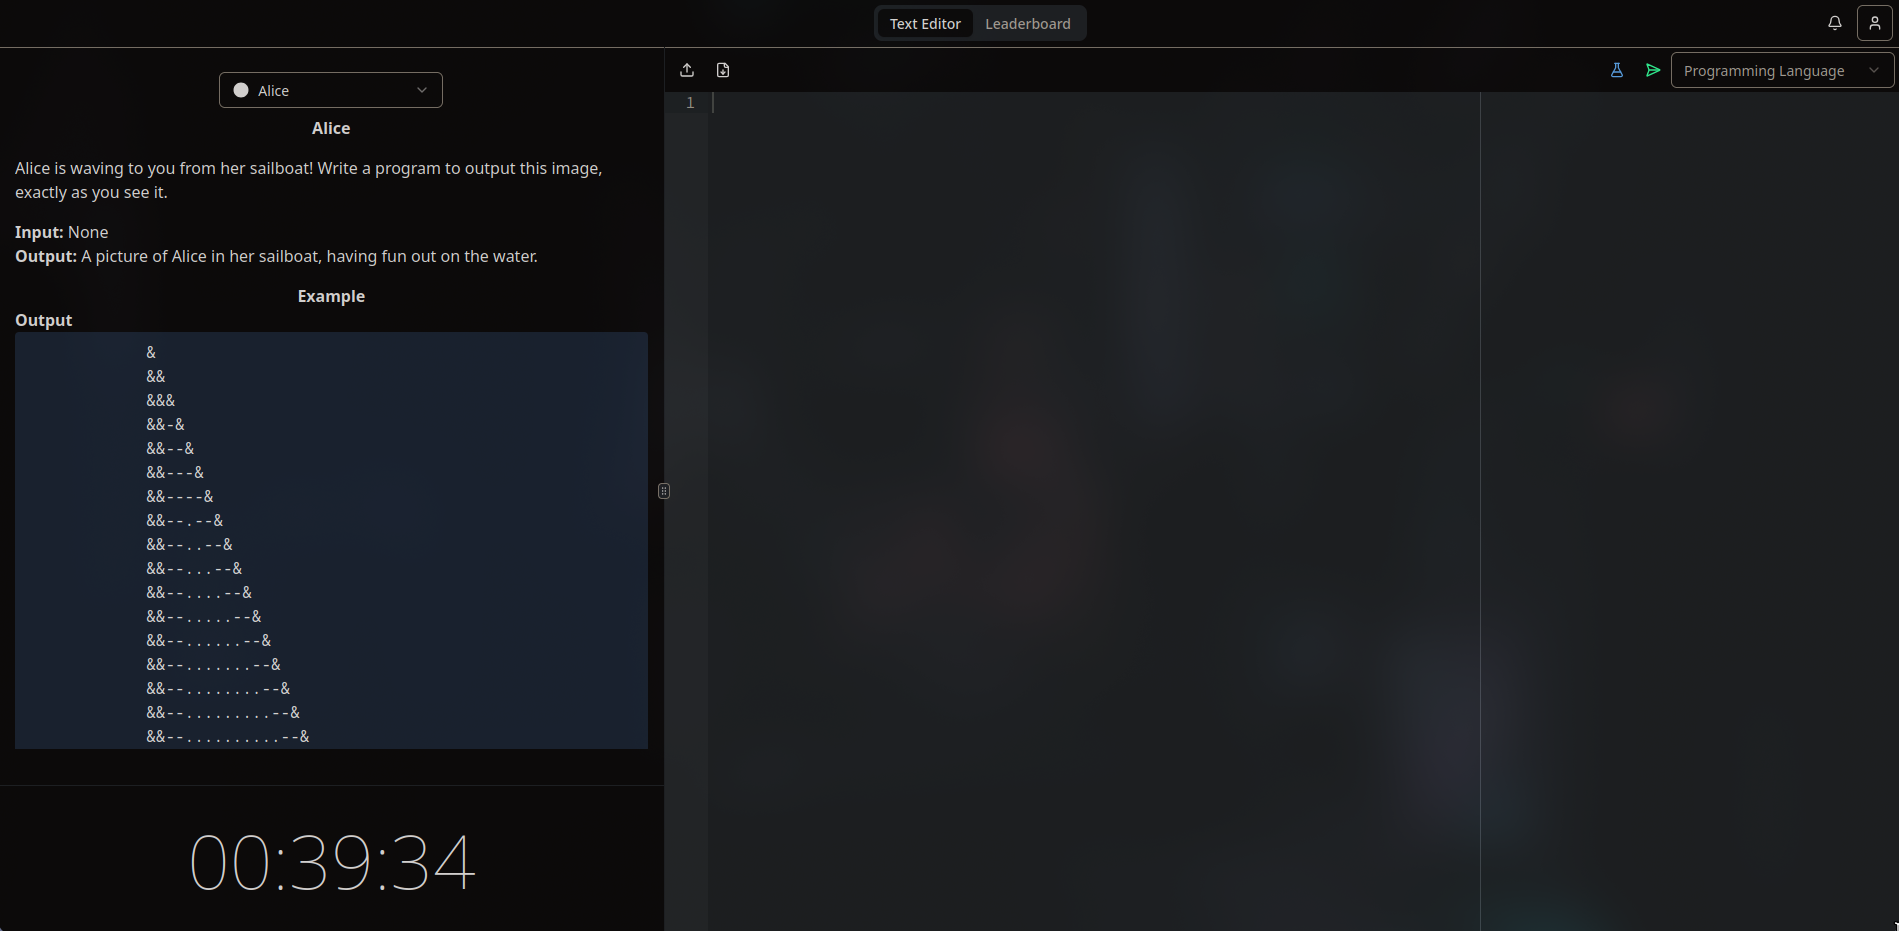 Text Editor Leaderboard
Alice
Programming Language
Alice
1
Alice is waving to you from her sailboat! Write a program to output this image,
exactly as you see it.
Input: None
Output: A picture of Alice in her sailboat, having fun out on the water.
Example
Output
&
&&
&&&
&&-&
&&--&
&&---&
&&----&
&&--.--&
&&--..--&
&&--...--&
&&--....--&
&&--.....--&
&&--......--&
&&--.......--&
&&--........--&
&&--.........--&
&&--..........--&
00:39:34